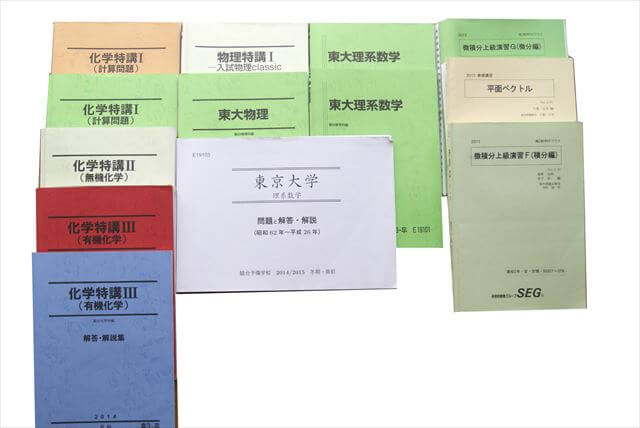 化学特講Ⅰ
(計算問題)
物理特講Ⅰ
―入試物理classic
東大理系数学
2013
微積分上級演習G(微分編)
化学特講Ⅰ
(計算問題)
東大物理
東大理系数学
平面ベクトル
化学特講Ⅱ
(無機化学)
E19103
東京大学
理系数学
問題と解答・解説
(昭和62年~平成26年)
駿台予備学校 2014/2015 冬期・直前
E19101
2013
微積分上級演習F(積分編)
SEG
化学特講Ⅲ
(有機化学)
化学特講Ⅲ
(有機化学)
解答・解説集
2014